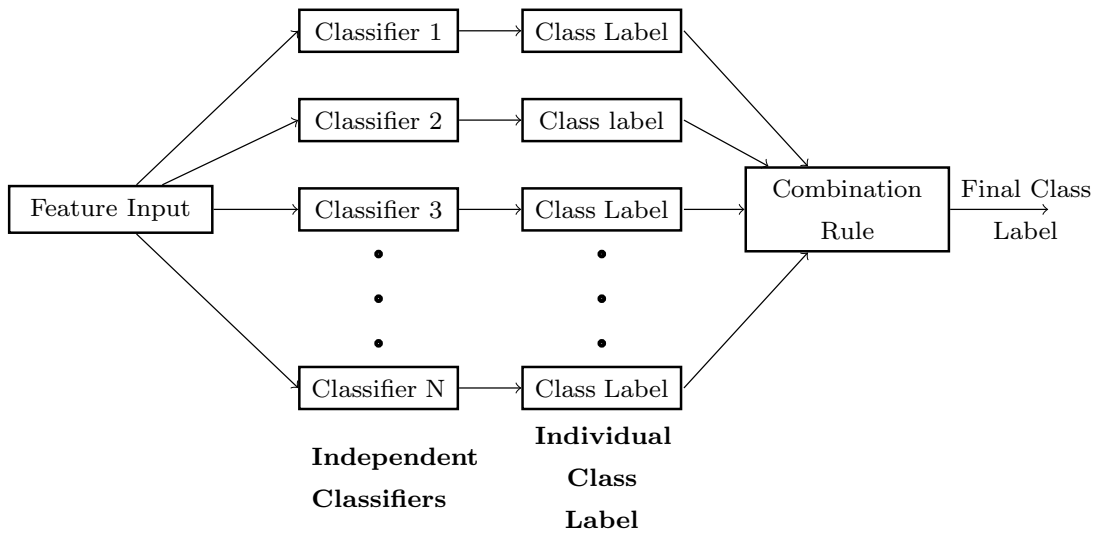 Classifier 1
Class Label
Classifier 2
Class label
Feature Input
Classifier 3
Class Label
Combination
Rule
Final Class
Label
Classifier N
Class Label
Independent
Classifiers
Individual
Class
Label